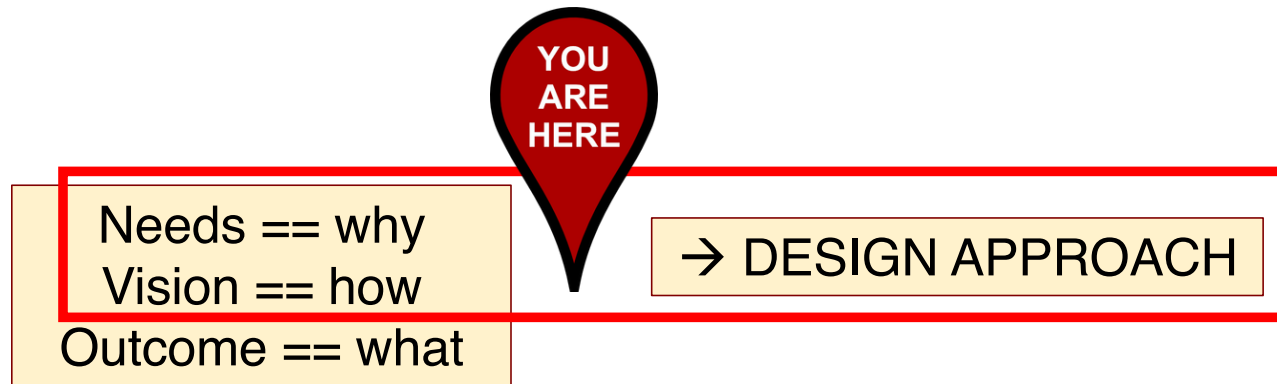 YOU
ARE
HERE
Needs == why
Vision == how
Outcome == what
→ DESIGN APPROACH